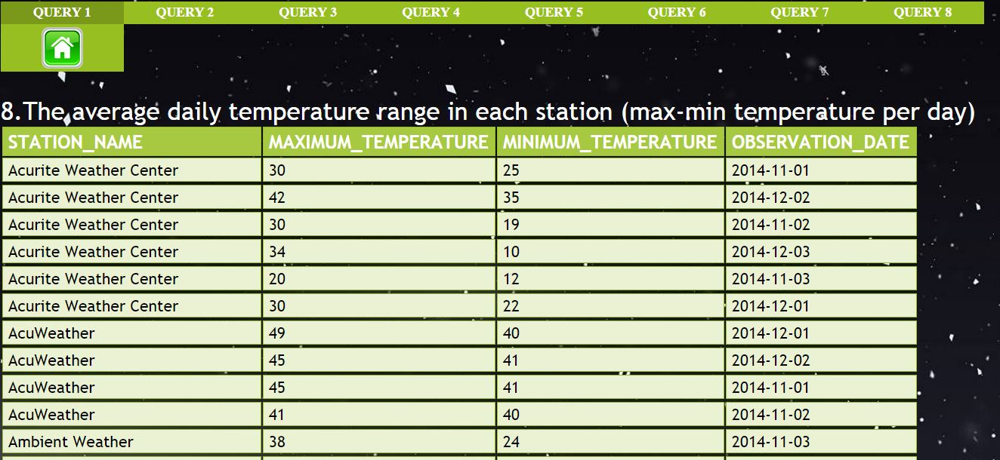 QUERY 1 QUERY 2 QUERY 3 QUERY 4 QUERY 5 QUERY 6 QUERY 7 QUERY 8
8.The average daily temperature range in each station (max-min temperature per day)
STATION_NAME MAXIMUM_TEMPERATURE MINIMUM_TEMPERATURE OBSERVATION_DATE
Acurite Weather Center 30 25 2014-11-01
Acurite Weather Center 42 35 2014-12-02
Acurite Weather Center 30 19 2014-11-02
Acurite Weather Center 34 10 2014-12-03
Acurite Weather Center 20 12 2014-11-03
Acurite Weather Center 30 22 2014-12-01
AcuWeather 49 40 2014-12-01
AcuWeather 45 41 2014-12-02
AcuWeather 45 41 2014-11-01
AcuWeather 41 40 2014-11-02
Ambient Weather 38 24 2014-11-03